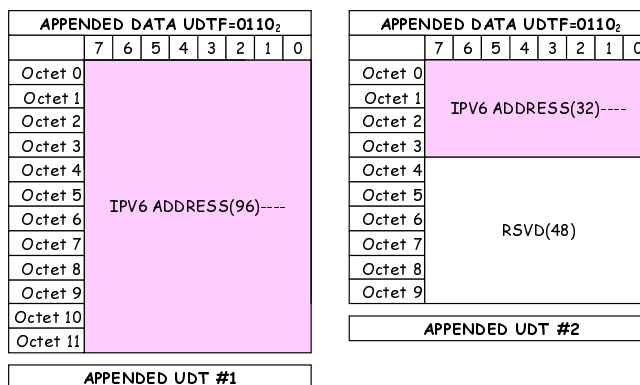 APPENDED DATA UDTF=0110₂
7 6 5 4 3 2 1 0
Octet 0
Octet 1
Octet 2
Octet 3
Octet 4
Octet 5
Octet 6
Octet 7
Octet 8
Octet 9
Octet 10
Octet 11
IPV6 ADDRESS(96)----
APPENDED UDT #1
APPENDED DATA UDTF=0110₂
7 6 5 4 3 2 1 0
Octet 0
Octet 1
Octet 2
Octet 3
Octet 4
Octet 5
Octet 6
Octet 7
Octet 8
Octet 9
IPV6 ADDRESS(32)----
RSVD(48)
APPENDED UDT #2